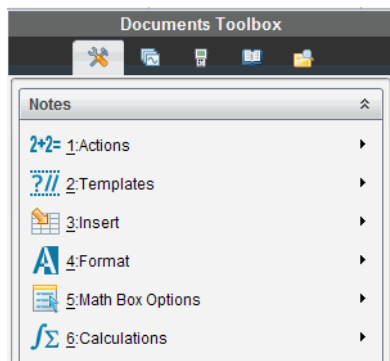 Documents Toolbox
Notes
2+2= 1:Actions
?// 2:Templates
3:Insert
A 4:Format
5:Math Box Options
∫Σ 6:Calculations